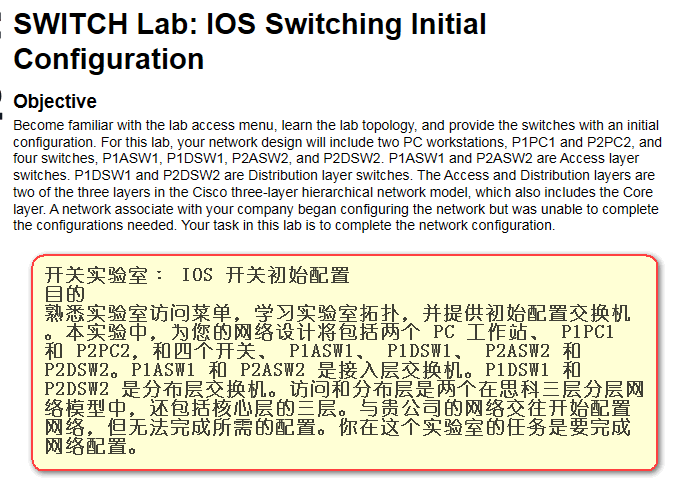 SWITCH Lab: IOS Switching Initial
Configuration
Objective
Become familiar with the lab access menu, learn the lab topology, and provide the switches with an initial
configuration. For this lab, your network design will include two PC workstations, P1PC1 and P2PC2, and
four switches, P1ASW1, P1DSW1, P2ASW2, and P2DSW2. P1ASW1 and P2ASW2 are Access layer
switches. P1DSW1 and P2DSW2 are Distribution layer switches. The Access and Distribution layers are
two of the three layers in the Cisco three-layer hierarchical network model, which also includes the Core
layer. A network associate with your company began configuring the network but was unable to complete
the configurations needed. Your task in this lab is to complete the network configuration.
开关实验室： IOS 开关初始配置
目的
熟悉实验室访问菜单，学习实验室拓扑，并提供初始配置交换机
。本实验中，为您的网络设计将包括两个 PC 工作站、 P1PC1
和 P2PC2，和四个开关、 P1ASW1、 P1DSW1、 P2ASW2 和
P2DSW2。P1ASW1 和 P2ASW2 是接入层交换机。P1DSW1 和
P2DSW2 是分布层交换机。访问和分布层是两个在思科三层分层网
络模型中，还包括核心层的三层。与贵公司的网络交往开始配置
网络，但无法完成所需的配置。你在这个实验室的任务是要完成
网络配置。